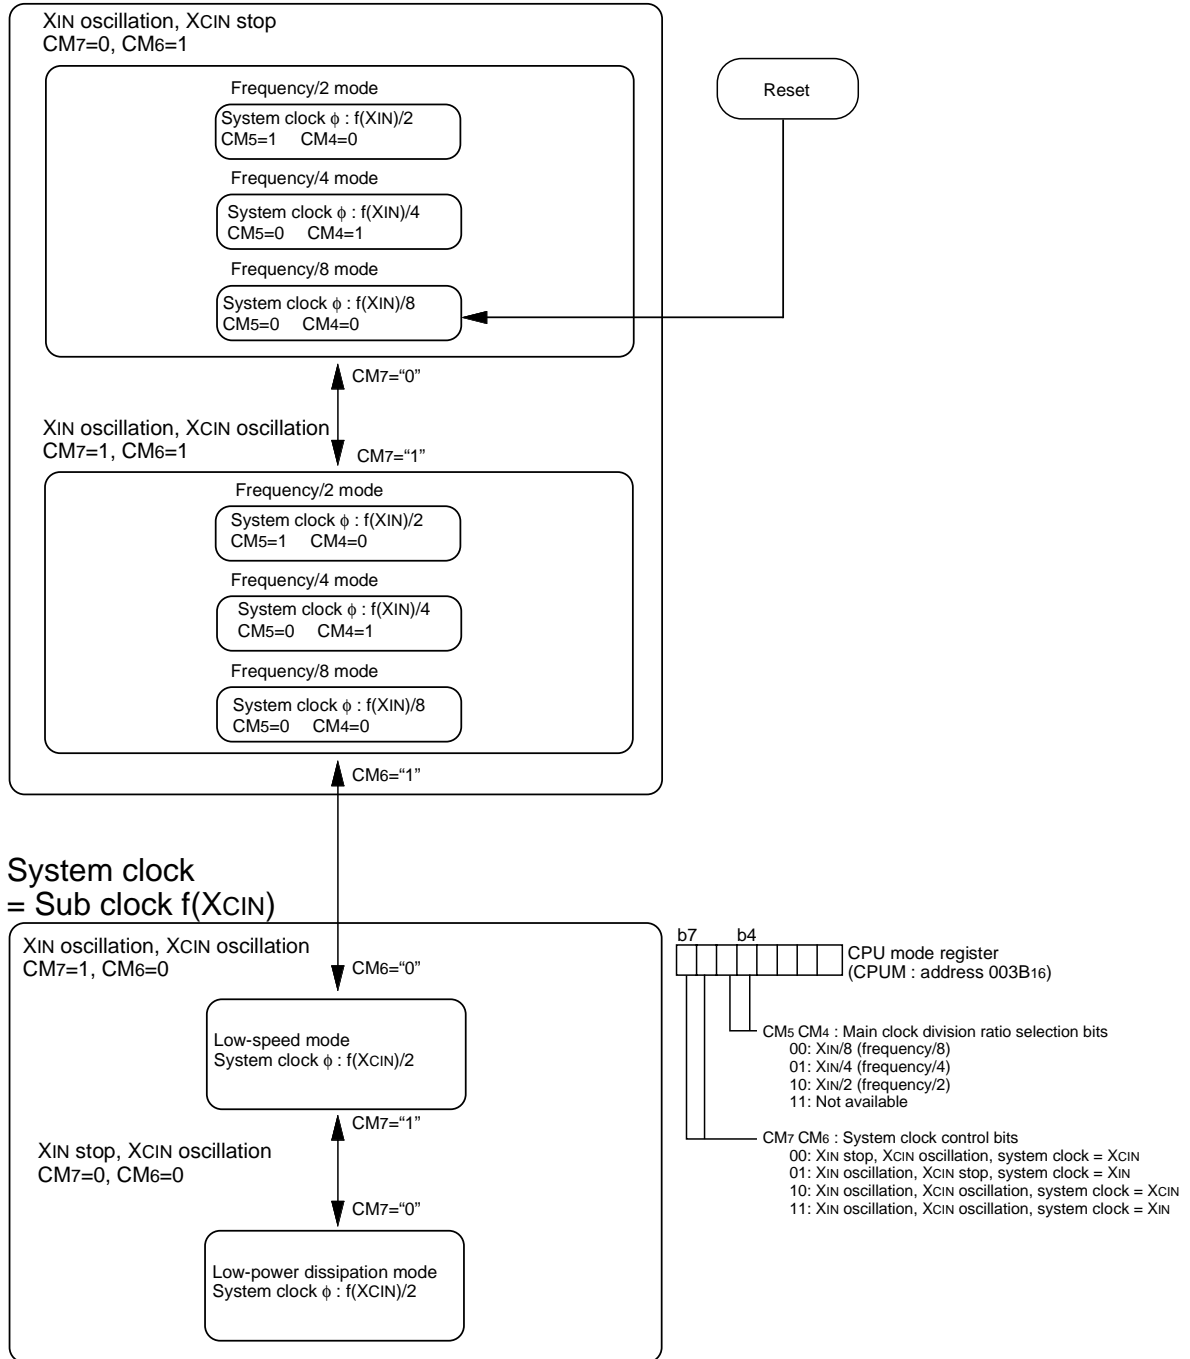 XIN oscillation, XCIN stop
CM7=0, CM6=1
Frequency/2 mode
System clock ϕ : f(XIN)/2
CM5=1 CM4=0
Frequency/4 mode
System clock ϕ : f(XIN)/4
CM5=0 CM4=1
Frequency/8 mode
System clock ϕ : f(XIN)/8
CM5=0 CM4=0
Reset
CM7=“0”
XIN oscillation, XCIN oscillation
CM7=1, CM6=1
CM7=“1”
Frequency/2 mode
System clock ϕ : f(XIN)/2
CM5=1 CM4=0
Frequency/4 mode
System clock ϕ : f(XIN)/4
CM5=0 CM4=1
Frequency/8 mode
System clock ϕ : f(XIN)/8
CM5=0 CM4=0
CM6=“1”
System clock
= Sub clock f(XCIN)
XIN oscillation, XCIN oscillation
CM7=1, CM6=0
CM6=“0”
Low-speed mode
System clock ϕ : f(XCIN)/2
CM7=“1”
XIN stop, XCIN oscillation
CM7=0, CM6=0
CM7=“0”
Low-power dissipation mode
System clock ϕ : f(XCIN)/2
b7 b4
CPU mode register
(CPUM : address 003B16)
CM5 CM4 : Main clock division ratio selection bits
00: XIN/8 (frequency/8)
01: XIN/4 (frequency/4)
10: XIN/2 (frequency/2)
11: Not available
CM7 CM6 : System clock control bits
00: XIN stop, XCIN oscillation, system clock = XCIN
01: XIN oscillation, XCIN stop, system clock = XIN
10: XIN oscillation, XCIN oscillation, system clock = XCIN
11: XIN oscillation, XCIN oscillation, system clock = XIN